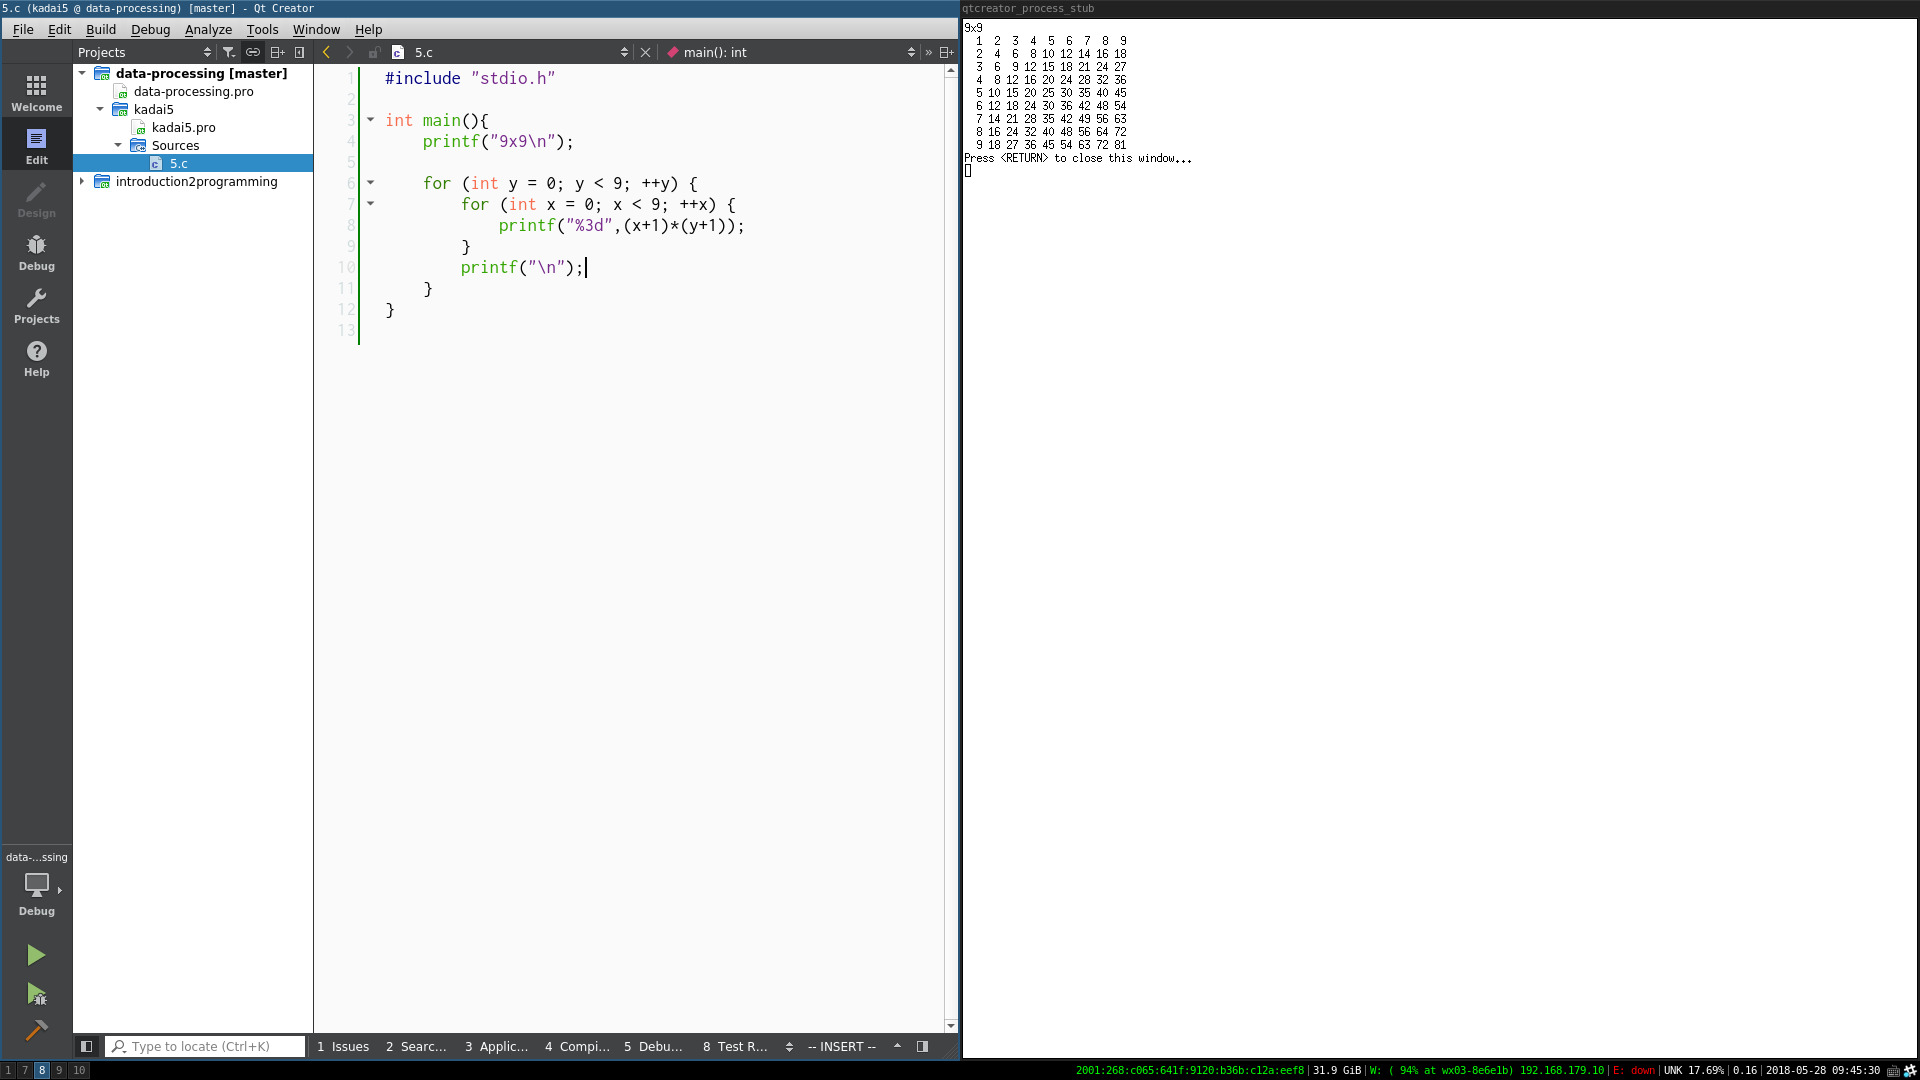 5.c (kadai5 @ data-processing) [master] - Qt Creator
File Edit Build Debug Analyze Tools Window Help
Projects
5.c
main(): int
»
Welcome
Edit
Design
Debug
Projects
Help
data-processing [master]
data-processing.pro
kadai5
kadai5.pro
Sources
5.c
introduction2programming
1 #include "stdio.h"
2
3 int main(){
4     printf("9x9\n");
5
6     for (int y = 0; y < 9; ++y) {
7         for (int x = 0; x < 9; ++x) {
8             printf("%3d",(x+1)*(y+1));
9         }
10         printf("\n");
11     }
12 }
13
data-...ssing
Debug
Type to locate (Ctrl+K)
1 Issues 2 Searc... 3 Applic... 4 Compi... 5 Debu... 8 Test R... -- INSERT --
qtcreator_process_stub
9x9
  1  2  3  4  5  6  7  8  9
  2  4  6  8 10 12 14 16 18
  3  6  9 12 15 18 21 24 27
  4  8 12 16 20 24 28 32 36
  5 10 15 20 25 30 35 40 45
  6 12 18 24 30 36 42 48 54
  7 14 21 28 35 42 49 56 63
  8 16 24 32 40 48 56 64 72
  9 18 27 36 45 54 63 72 81
Press <RETURN> to close this window...
1 7 8 9 10
2001:268:c065:641f:9120:b36b:c12a:eef8|31.9 GiB|W: ( 94% at wx03-8e6e1b) 192.168.179.10|E: down|UNK 17.69%|0.16|2018-05-28 09:45:30